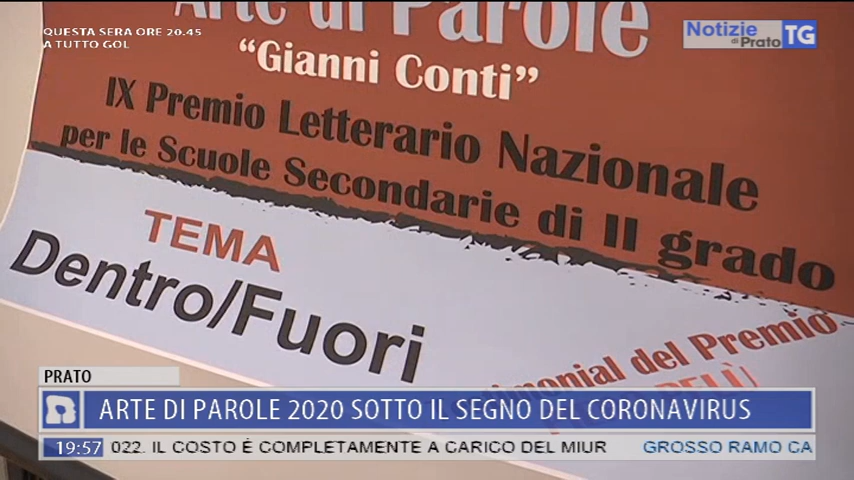 QUESTA SERA ORE 20.45
A TUTTO GOL
Notizie
di Prato TG
Arte di Parole
“Gianni Conti”
IX Premio Letterario Nazionale
per le Scuole Secondarie di II grado
TEMA
Dentro/Fuori
del Premio
PRATO
ARTE DI PAROLE 2020 SOTTO IL SEGNO DEL CORONAVIRUS
19:57 022. IL COSTO È COMPLETAMENTE A CARICO DEL MIUR GROSSO RAMO CA